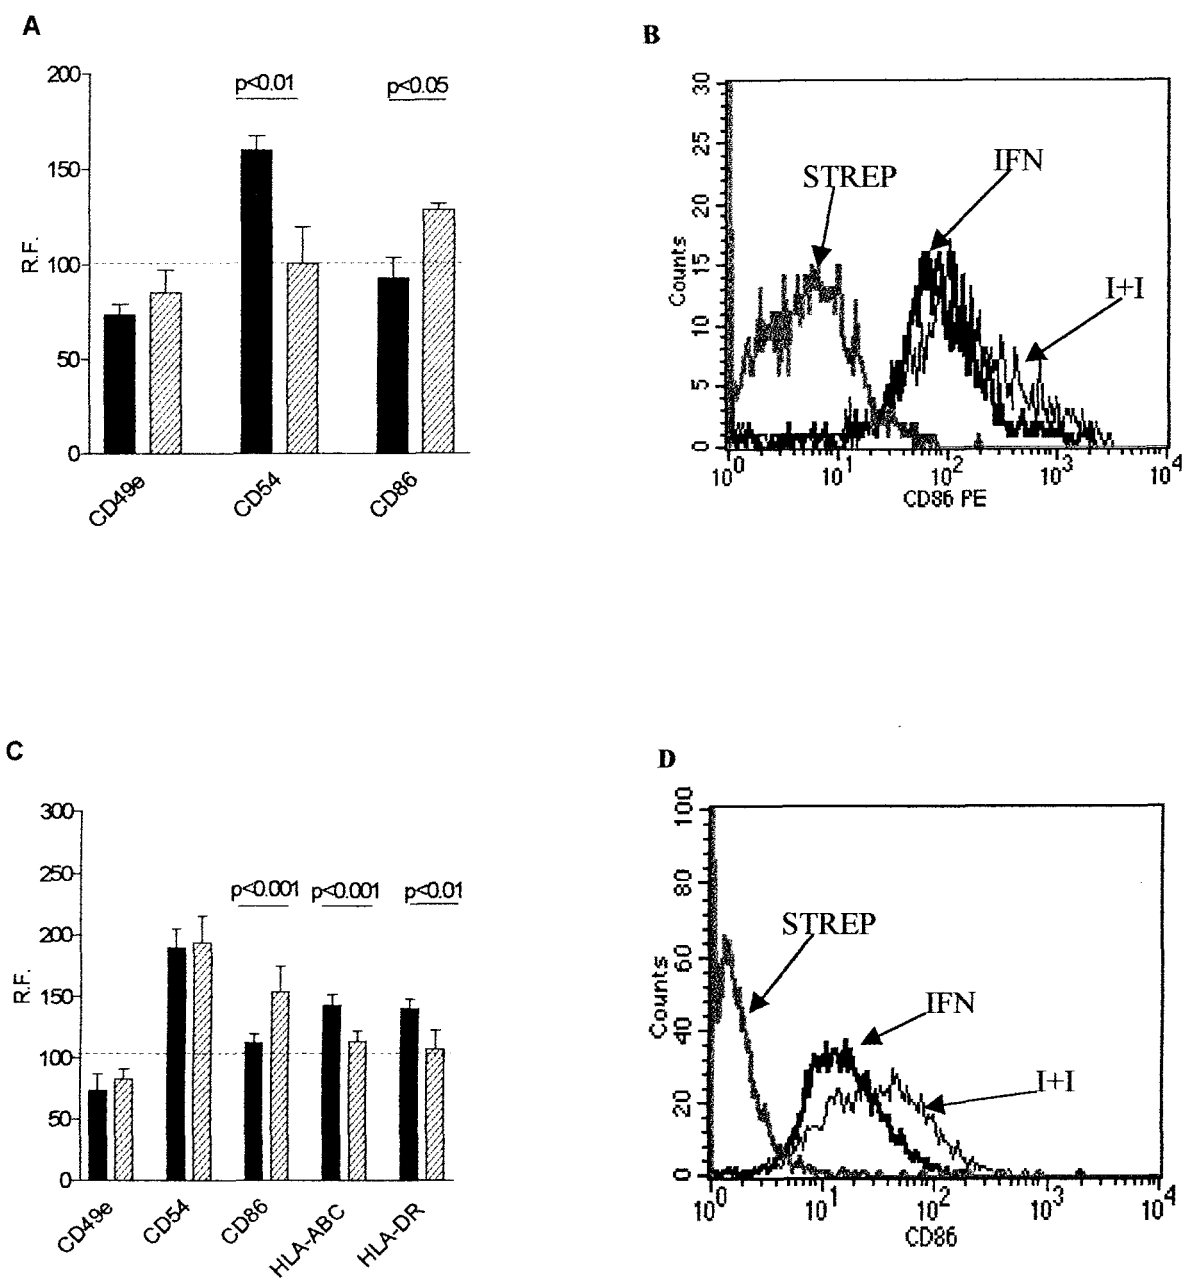 A
200
150
100
50
0
R.F.
p<0.01
p<0.05
CD49e
CD54
CD86
B
30
25
20
15
10
5
0
Counts
STREP
IFN
I+I
10^0 10^1 10^2 10^3 10^4
CD86 PE
C
300
250
200
150
100
50
0
R.F.
p<0.001 p<0.001 p<0.01
CD49e
CD54
CD86
HLA-ABC
HLA-DR
D
100
80
60
40
20
0
Counts
STREP
IFN
I+I
10^0 10^1 10^2 10^3 10^4
CD86